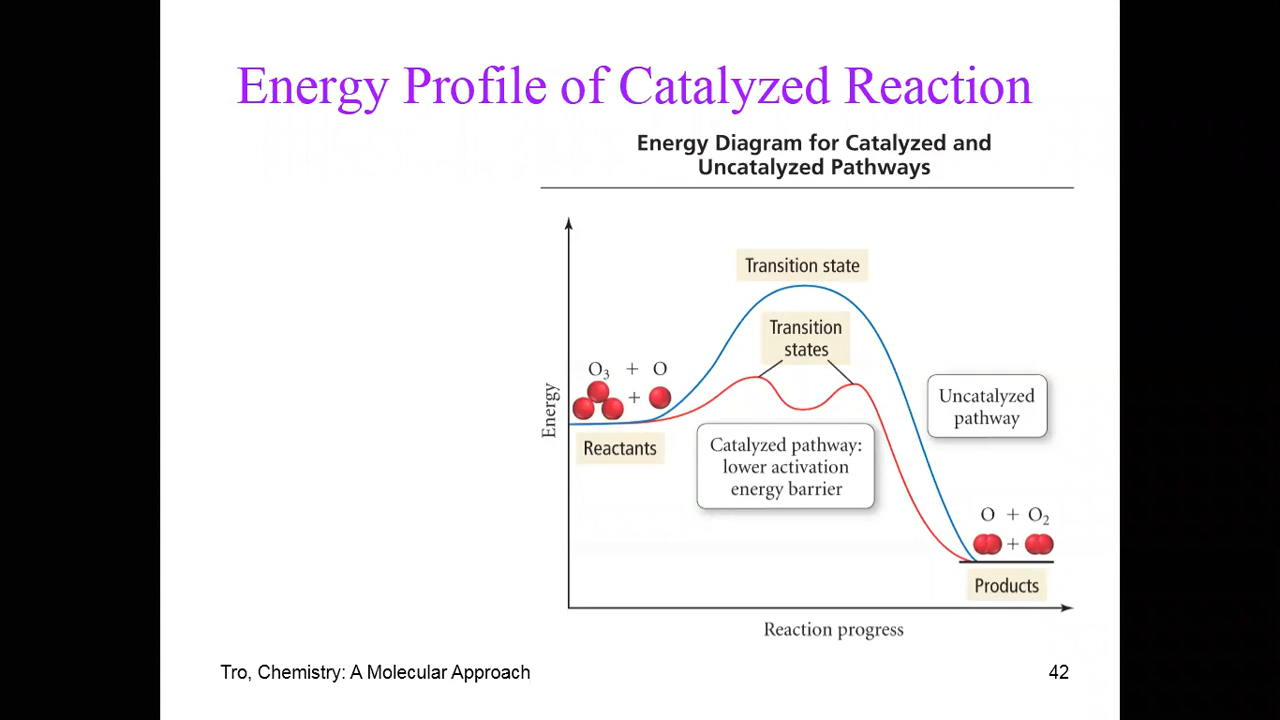 Energy Profile of Catalyzed Reaction
Energy Diagram for Catalyzed and
Uncatalyzed Pathways
Transition state
Transition
states
O₃ + O
+
Reactants
Energy
Catalyzed pathway:
lower activation
energy barrier
Uncatalyzed
pathway
O + O₂
+
Products
Reaction progress
Tro, Chemistry: A Molecular Approach
42